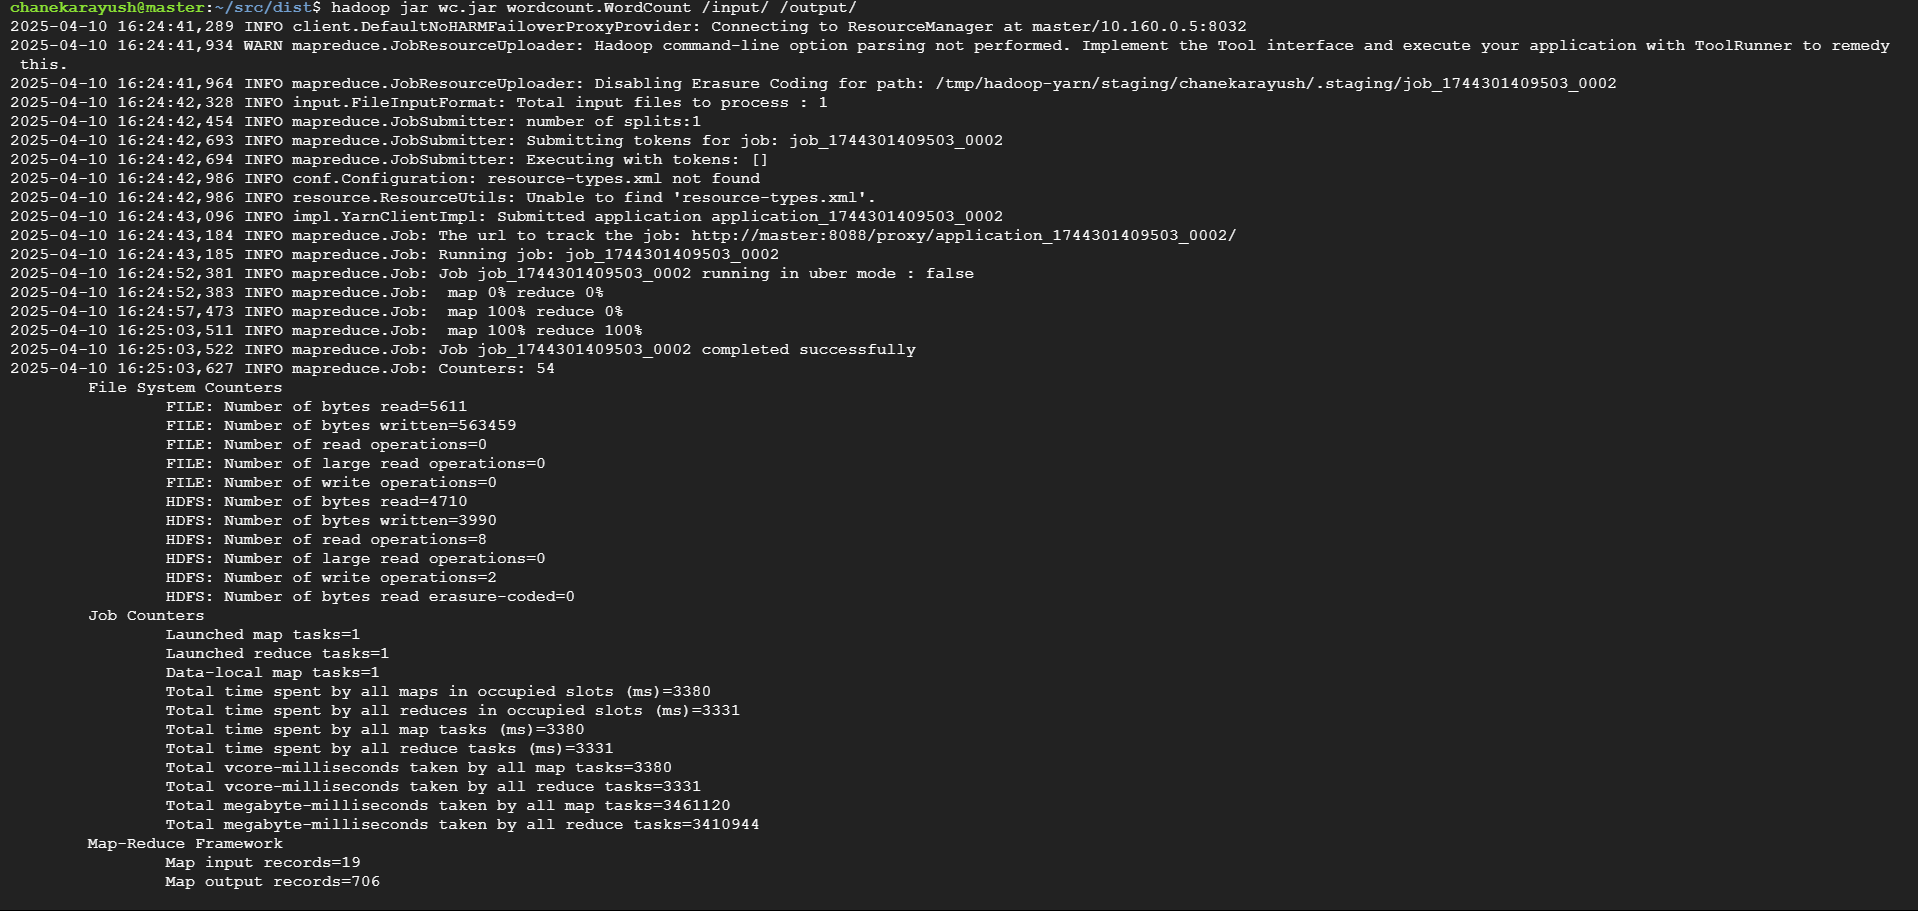 chanekarayush@master:~/src/dist$ hadoop jar wc.jar wordcount.WordCount /input/ /output/
2025-04-10 16:24:41,289 INFO client.DefaultNoHARMFailoverProxyProvider: Connecting to ResourceManager at master/10.160.0.5:8032
2025-04-10 16:24:41,934 WARN mapreduce.JobResourceUploader: Hadoop command-line option parsing not performed. Implement the Tool interface and execute your application with ToolRunner to remedy
this.
2025-04-10 16:24:41,964 INFO mapreduce.JobResourceUploader: Disabling Erasure Coding for path: /tmp/hadoop-yarn/staging/chanekarayush/.staging/job_1744301409503_0002
2025-04-10 16:24:42,328 INFO input.FileInputFormat: Total input files to process : 1
2025-04-10 16:24:42,454 INFO mapreduce.JobSubmitter: number of splits:1
2025-04-10 16:24:42,693 INFO mapreduce.JobSubmitter: Submitting tokens for job: job_1744301409503_0002
2025-04-10 16:24:42,694 INFO mapreduce.JobSubmitter: Executing with tokens: []
2025-04-10 16:24:42,986 INFO conf.Configuration: resource-types.xml not found
2025-04-10 16:24:42,986 INFO resource.ResourceUtils: Unable to find 'resource-types.xml'.
2025-04-10 16:24:43,096 INFO impl.YarnClientImpl: Submitted application application_1744301409503_0002
2025-04-10 16:24:43,184 INFO mapreduce.Job: The url to track the job: http://master:8088/proxy/application_1744301409503_0002/
2025-04-10 16:24:43,185 INFO mapreduce.Job: Running job: job_1744301409503_0002
2025-04-10 16:24:52,381 INFO mapreduce.Job: Job job_1744301409503_0002 running in uber mode : false
2025-04-10 16:24:52,383 INFO mapreduce.Job:  map 0% reduce 0%
2025-04-10 16:24:57,473 INFO mapreduce.Job:  map 100% reduce 0%
2025-04-10 16:25:03,511 INFO mapreduce.Job:  map 100% reduce 100%
2025-04-10 16:25:03,522 INFO mapreduce.Job: Job job_1744301409503_0002 completed successfully
2025-04-10 16:25:03,627 INFO mapreduce.Job: Counters: 54
File System Counters
FILE: Number of bytes read=5611
FILE: Number of bytes written=563459
FILE: Number of read operations=0
FILE: Number of large read operations=0
FILE: Number of write operations=0
HDFS: Number of bytes read=4710
HDFS: Number of bytes written=3990
HDFS: Number of read operations=8
HDFS: Number of large read operations=0
HDFS: Number of write operations=2
HDFS: Number of bytes read erasure-coded=0
Job Counters
Launched map tasks=1
Launched reduce tasks=1
Data-local map tasks=1
Total time spent by all maps in occupied slots (ms)=3380
Total time spent by all reduces in occupied slots (ms)=3331
Total time spent by all map tasks (ms)=3380
Total time spent by all reduce tasks (ms)=3331
Total vcore-milliseconds taken by all map tasks=3380
Total vcore-milliseconds taken by all reduce tasks=3331
Total megabyte-milliseconds taken by all map tasks=3461120
Total megabyte-milliseconds taken by all reduce tasks=3410944
Map-Reduce Framework
Map input records=19
Map output records=706